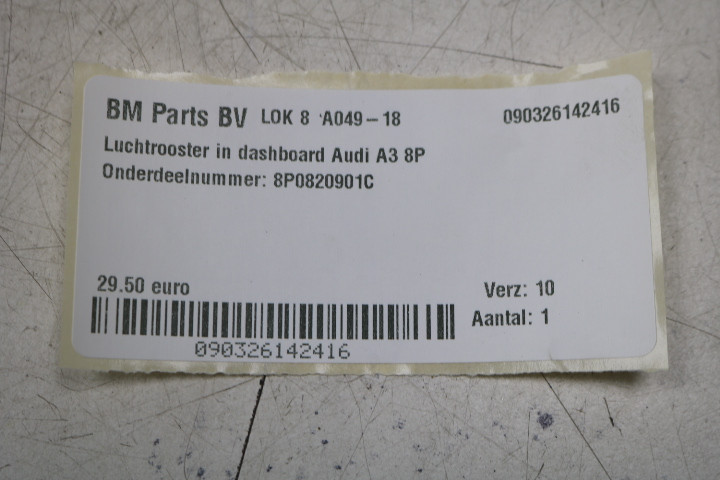 BM Parts BV LOK 8 A049-18 090326142416
Luchtrooster in dashboard Audi A3 8P
Onderdeelnummer: 8P0820901C
29.50 euro Verz: 10
Aantal: 1
090326142416